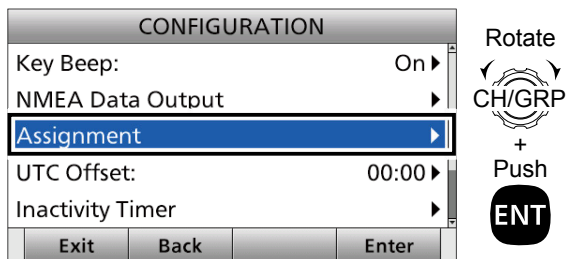 CONFIGURATION
Key Beep: On
NMEA Data Output
Assignment
UTC Offset: 00:00
Inactivity Timer
Exit Back Enter
Rotate
CH/GRP
+
Push
ENT